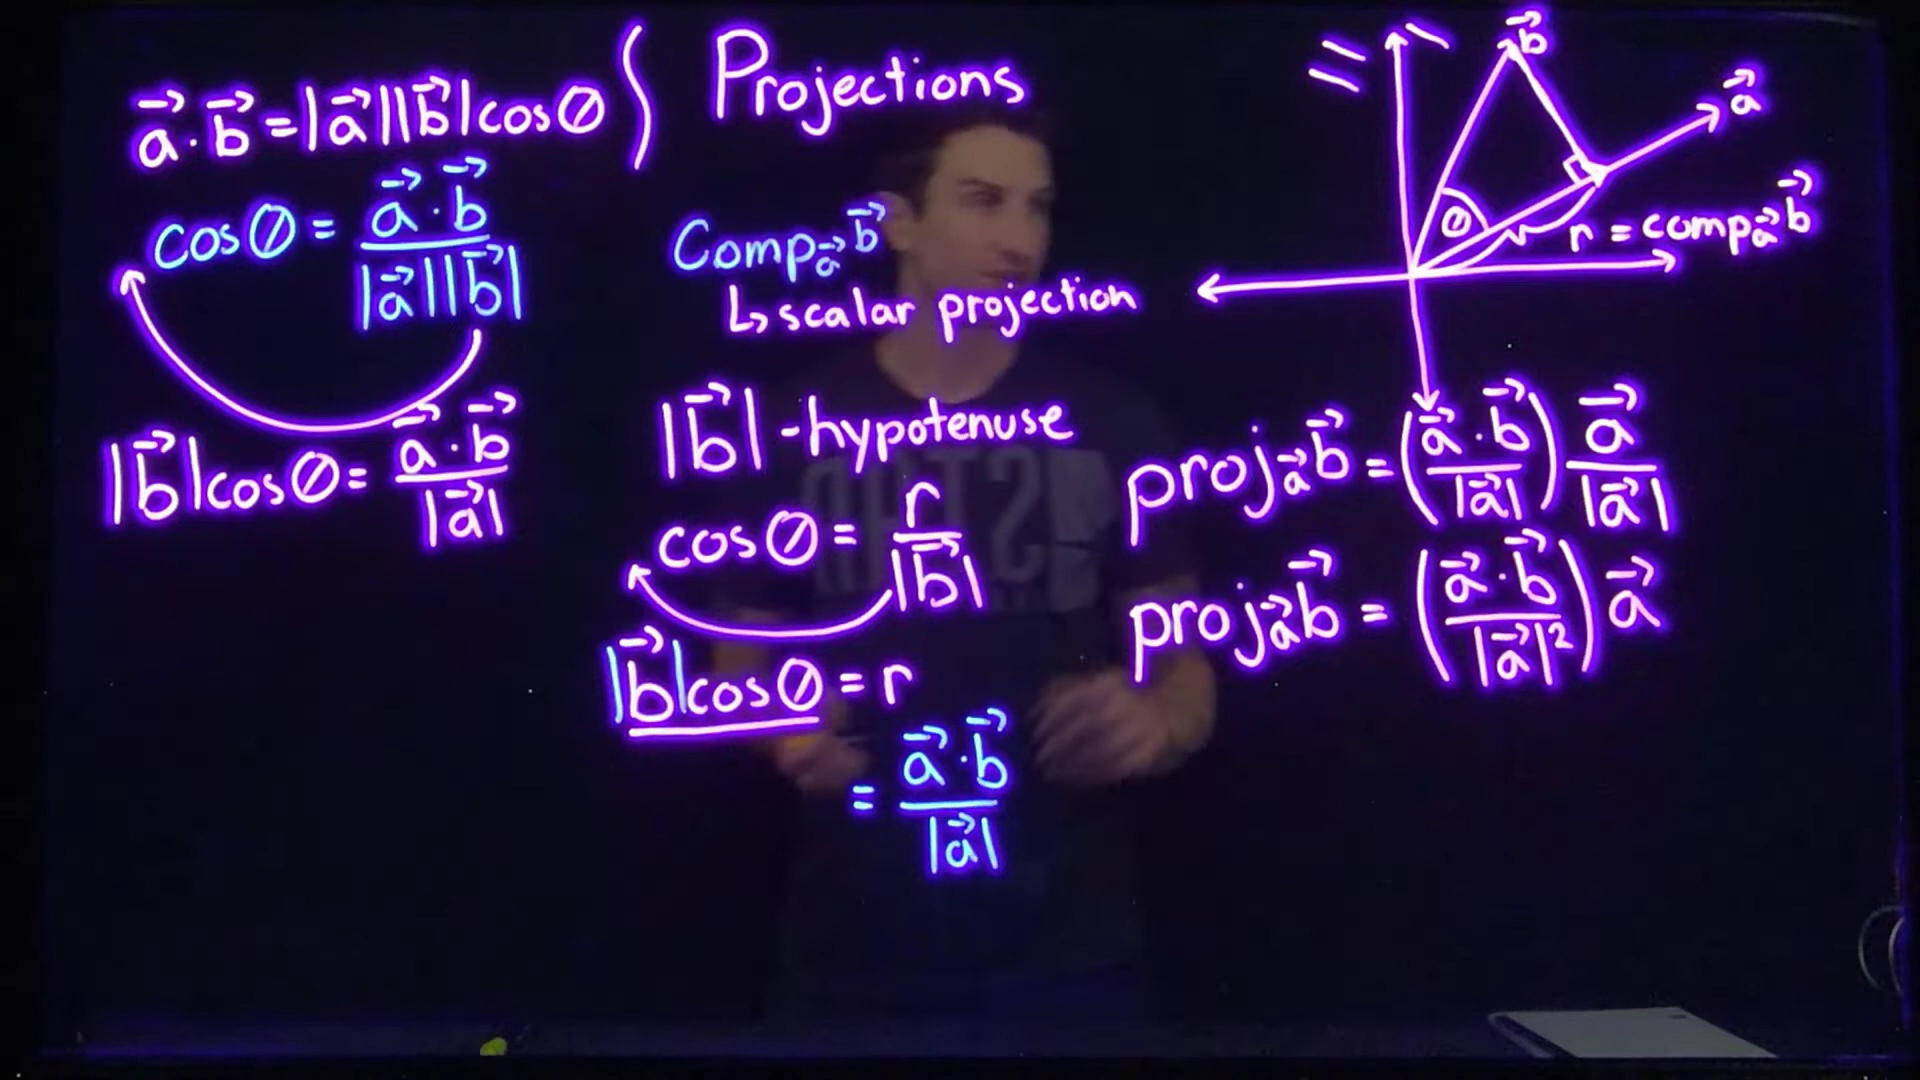 a⃗ · b⃗ = |a⃗||b⃗|cosθ
cosθ = (a⃗ · b⃗)/(|a⃗||b⃗|)
|b⃗|cosθ = (a⃗ · b⃗)/|a⃗|
Projections
Comp_a⃗ b⃗
↳ scalar projection
|b⃗| - hypotenuse
cosθ = r/|b⃗|
|b⃗|cosθ = r
= (a⃗ · b⃗)/|a⃗|
b⃗
a⃗
θ
r = comp_a⃗ b⃗
proj_a⃗ b⃗ = ((a⃗ · b⃗)/|a⃗|) a⃗/|a⃗|
proj_a⃗ b⃗ = ((a⃗ · b⃗)/|a⃗|²) a⃗